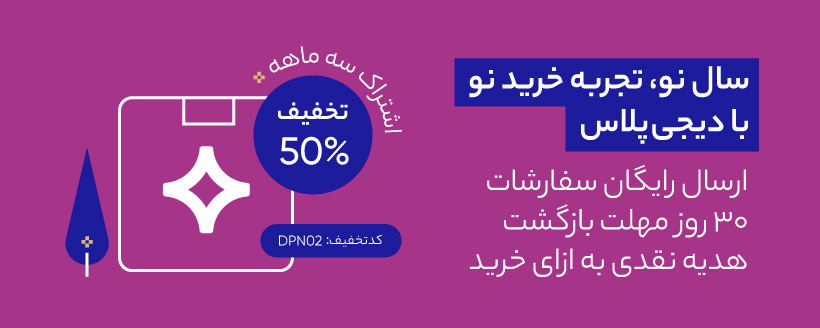 سال نو، تجربه خرید نو
با دیجی‌پلاس
ارسال رایگان سفارشات
۳۰ روز مهلت بازگشت
هدیه نقدی به ازای خرید
اشتراک سه ماهه
تخفیف
50%
کدتخفیف: DPN02